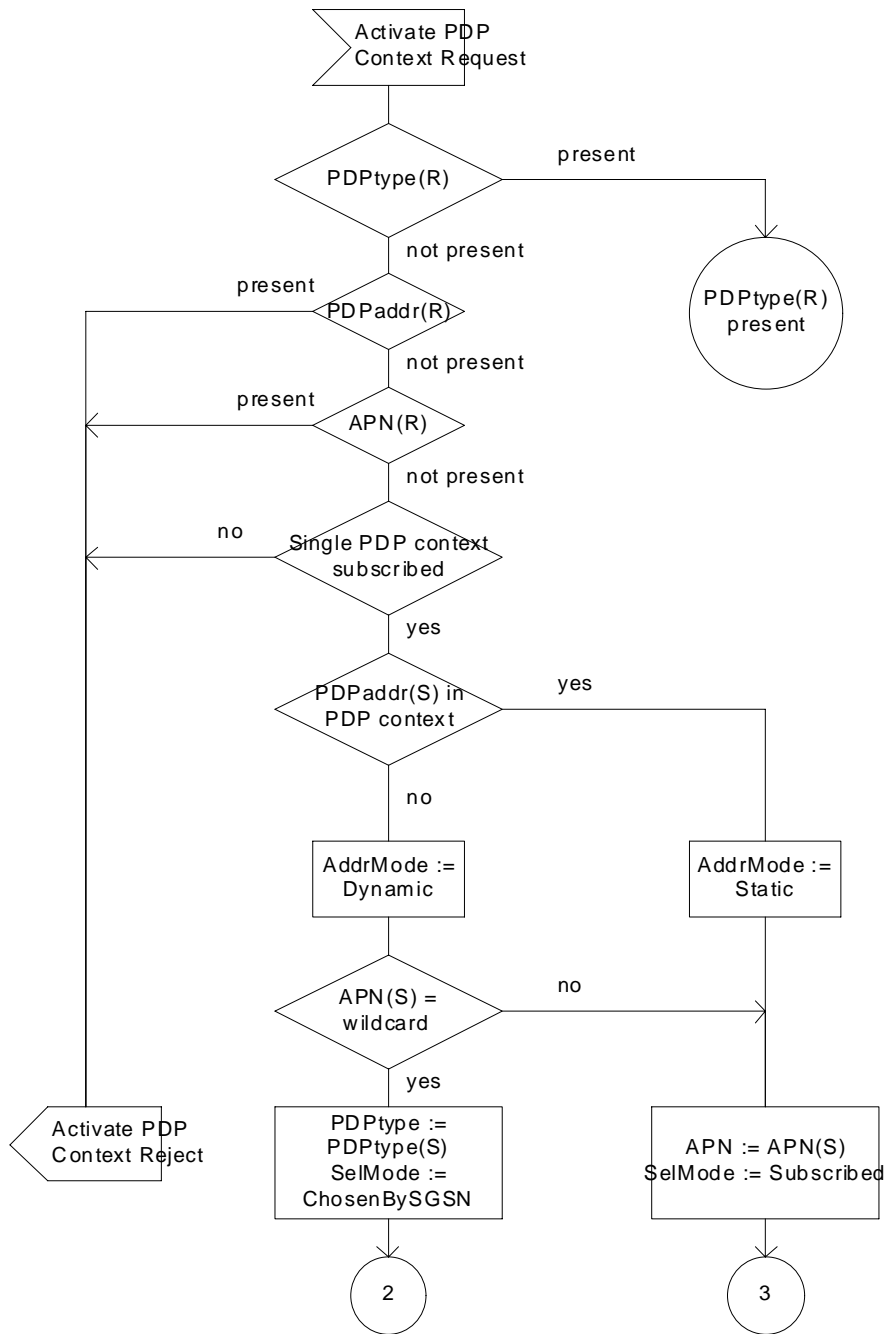 Activate PDP
Context Request
PDPtype(R)
present
not present
PDPtype(R)
present
present
PDPaddr(R)
not present
present
APN(R)
not present
no
Single PDP context
subscribed
yes
PDPaddr(S) in
PDP context
yes
no
AddrMode :=
Dynamic
AddrMode :=
Static
APN(S) =
wildcard
no
yes
Activate PDP
Context Reject
PDPtype :=
PDPtype(S)
SelMode :=
ChosenBySGSN
APN := APN(S)
SelMode := Subscribed
2
3